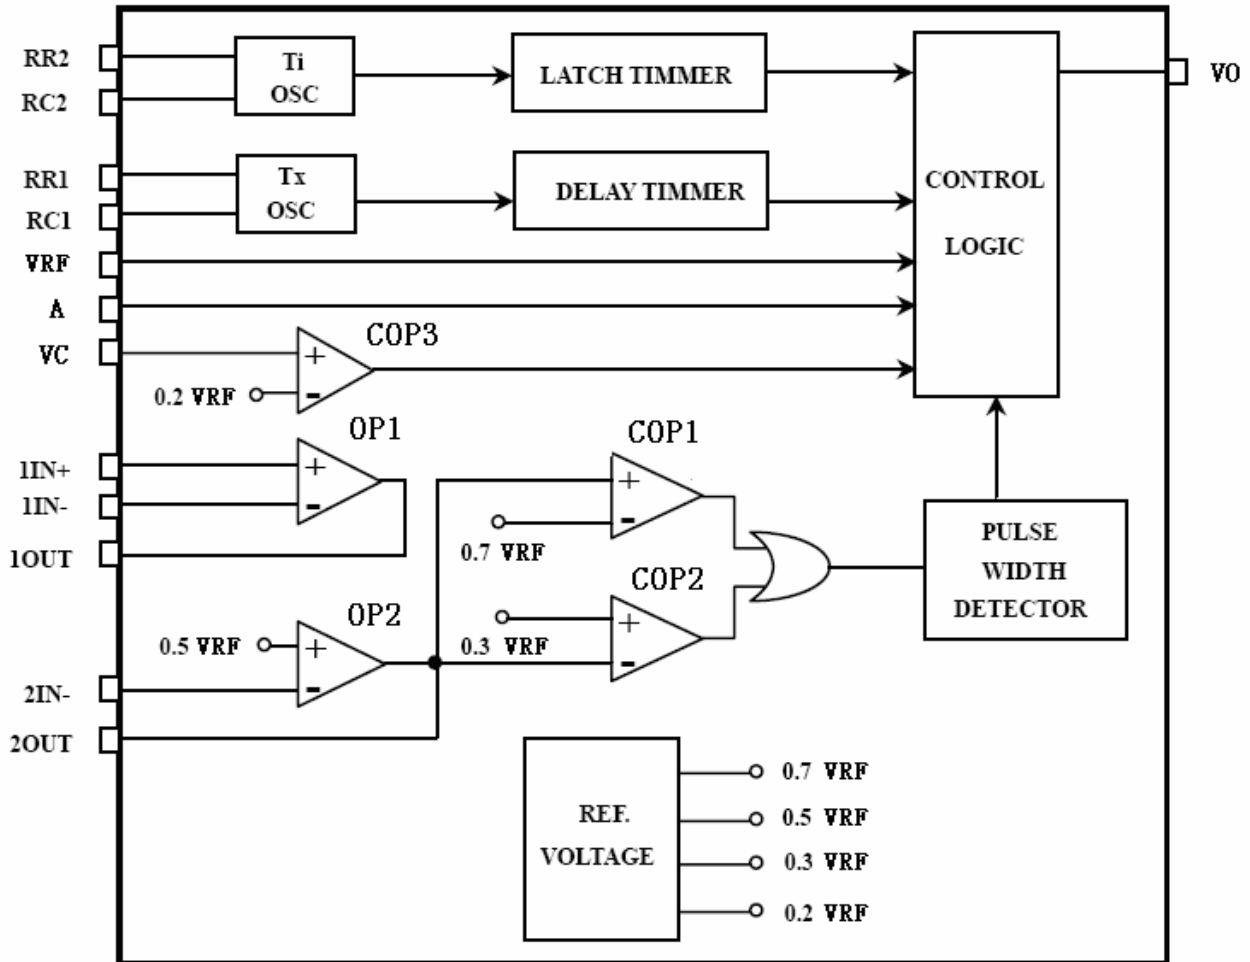 RR2
Ti
OSC
LATCH TIMMER
VO
RC2
RR1
Tx
OSC
DELAY TIMMER
CONTROL
LOGIC
RC1
VRF
A
VC
COP3
0.2 VRF
OP1
COP1
1IN+
1IN-
0.7 VRF
PULSE
WIDTH
DETECTOR
1OUT
COP2
OP2
0.5 VRF
0.3 VRF
2IN-
2OUT
REF.
VOLTAGE
0.7 VRF
0.5 VRF
0.3 VRF
0.2 VRF